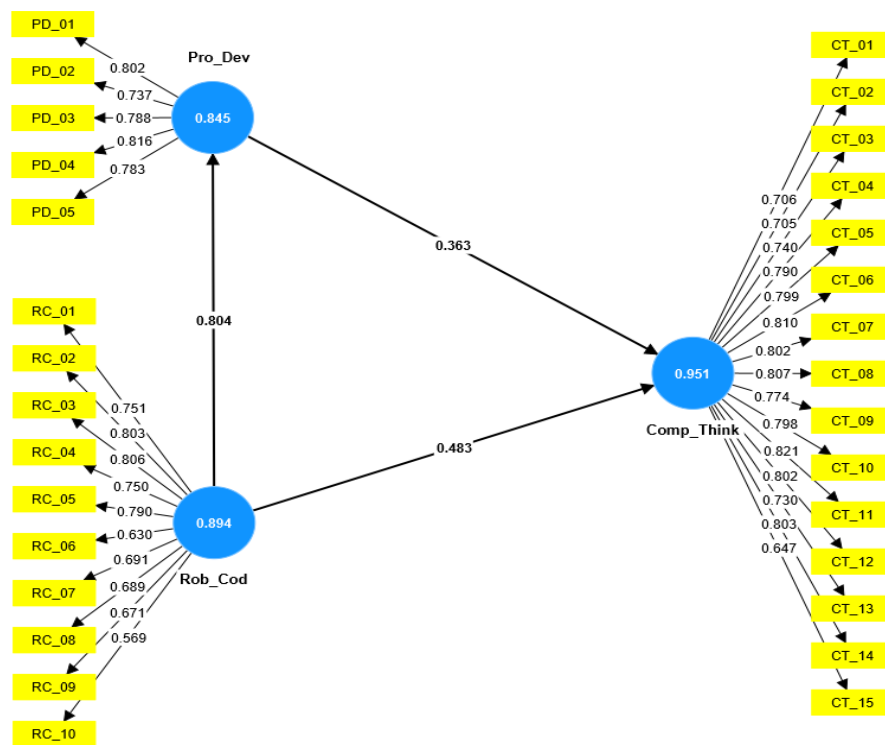 PD_01
PD_02
PD_03
PD_04
PD_05
0.802
0.737
0.788
0.816
0.783
Pro_Dev
0.845
0.363
0.804
RC_01
RC_02
RC_03
RC_04
RC_05
RC_06
RC_07
RC_08
RC_09
RC_10
0.751
0.803
0.806
0.750
0.790
0.630
0.691
0.689
0.671
0.569
0.894
Rob_Cod
0.483
0.951
Comp_Think
0.706
0.705
0.740
0.790
0.799
0.810
0.802
0.807
0.774
0.798
0.821
0.802
0.730
0.803
0.647
CT_01
CT_02
CT_03
CT_04
CT_05
CT_06
CT_07
CT_08
CT_09
CT_10
CT_11
CT_12
CT_13
CT_14
CT_15